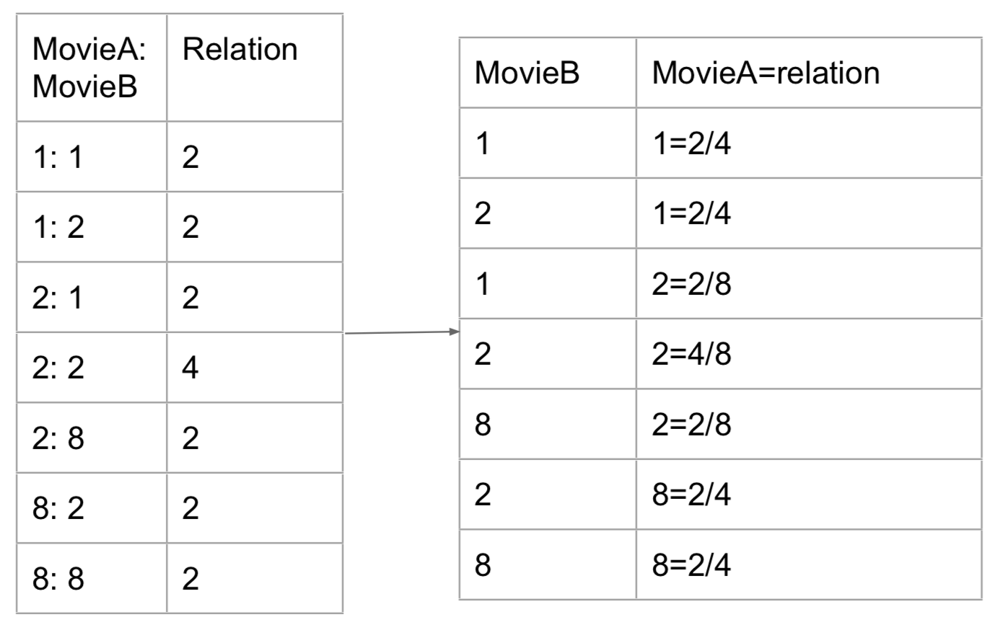 MovieA: Relation
MovieB
1: 1 2
1: 2 2
2: 1 2
2: 2 4
2: 8 2
8: 2 2
8: 8 2
MovieB MovieA=relation
1 1=2/4
2 1=2/4
1 2=2/8
2 2=4/8
8 2=2/8
2 8=2/4
8 8=2/4